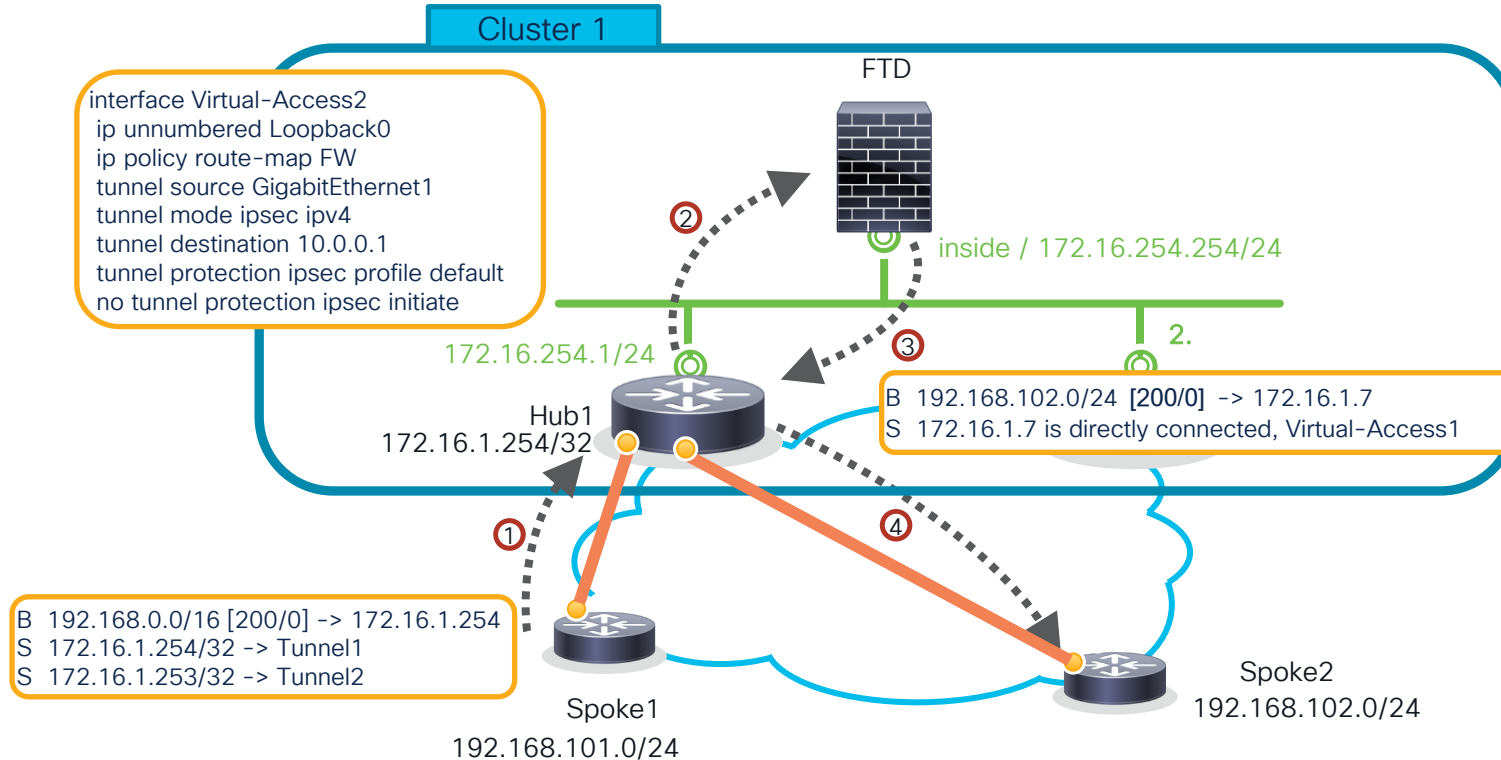 Cluster 1
FTD
interface Virtual-Access2
ip unnumbered Loopback0
ip policy route-map FW
tunnel source GigabitEthernet1
tunnel mode ipsec ipv4
tunnel destination 10.0.0.1
tunnel protection ipsec profile default
no tunnel protection ipsec initiate
2
inside / 172.16.254.254/24
172.16.254.1/24
3
2.
Hub1
172.16.1.254/32
B 192.168.102.0/24 [200/0] -> 172.16.1.7
S 172.16.1.7 is directly connected, Virtual-Access1
1
4
B 192.168.0.0/16 [200/0] -> 172.16.1.254
S 172.16.1.254/32 -> Tunnel1
S 172.16.1.253/32 -> Tunnel2
Spoke1
192.168.101.0/24
Spoke2
192.168.102.0/24